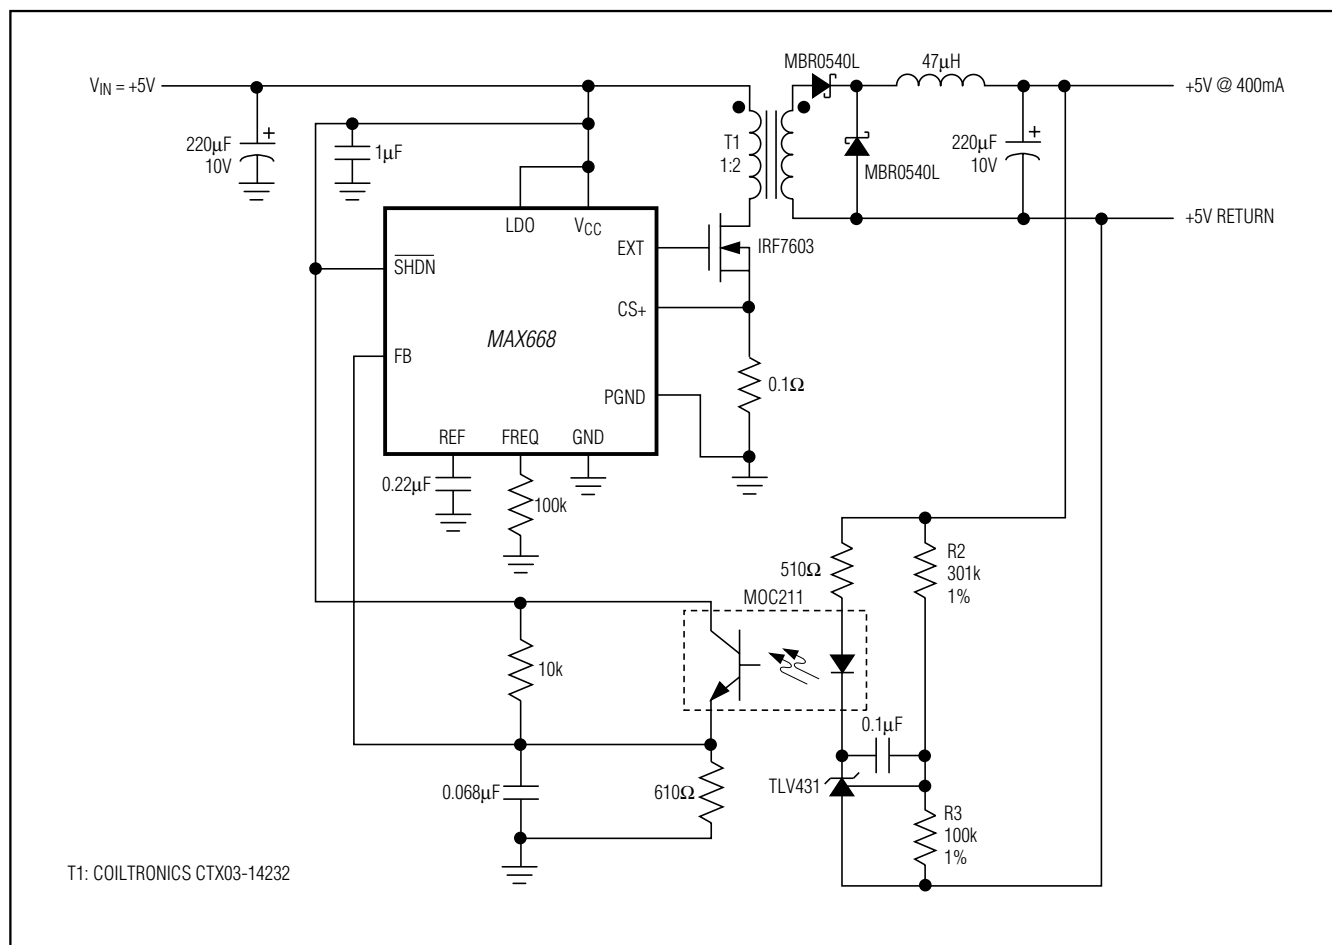 MBR0540L
47µH
V_IN = +5V
+5V @ 400mA
220µF
10V
+
1µF
T1
1:2
MBR0540L
220µF
10V
+
LDO
V_CC
+5V RETURN
EXT
IRF7603
SHDN
CS+
MAX668
FB
0.1Ω
PGND
REF
FREQ
GND
0.22µF
100k
510Ω
R2
301k
1%
MOC211
10k
0.1µF
0.068µF
610Ω
TLV431
R3
100k
1%
T1: COILTRONICS CTX03-14232